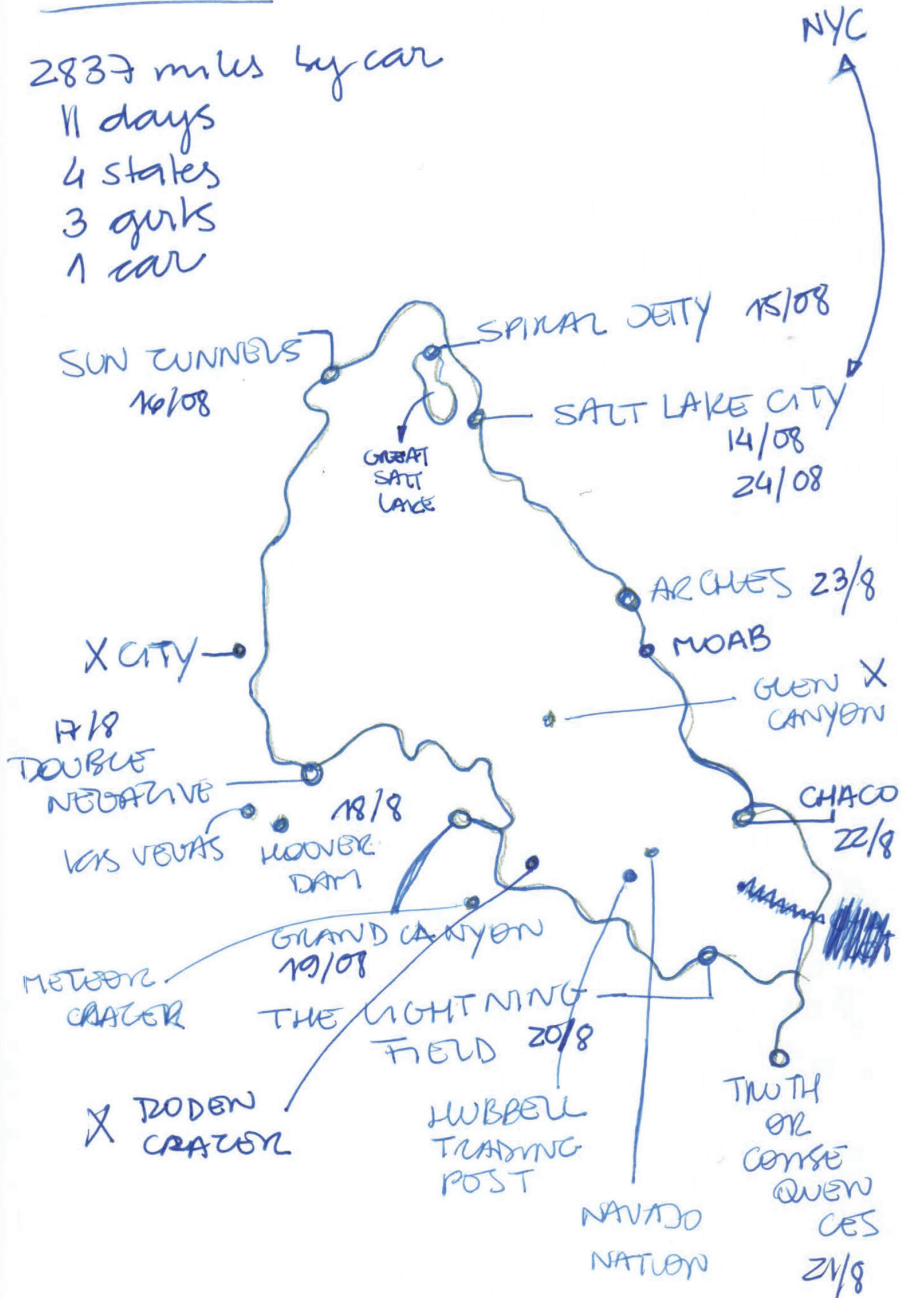 2837 miles by car
11 days
4 states
3 girls
1 car
NYC
SPIRAL JETTY 15/08
SUN TUNNELS
16/08
SALT LAKE CITY
14/08
24/08
GREAT
SALT
LAKE
ARCHES 23/8
MOAB
X CITY
GLEN X
CANYON
17/8
DOUBLE
NEGATIVE
CHACO
22/8
18/8
LAS VEGAS
HOOVER
DAM
GRAND CANYON
19/08
METEOR
CRATER
THE LIGHTNING
FIELD 20/8
X RODEN
CRATER
HUBBELL
TRADING
POST
TRUTH
OR
CONSE
QUEN
CES
21/8
NAVAJO
NATION